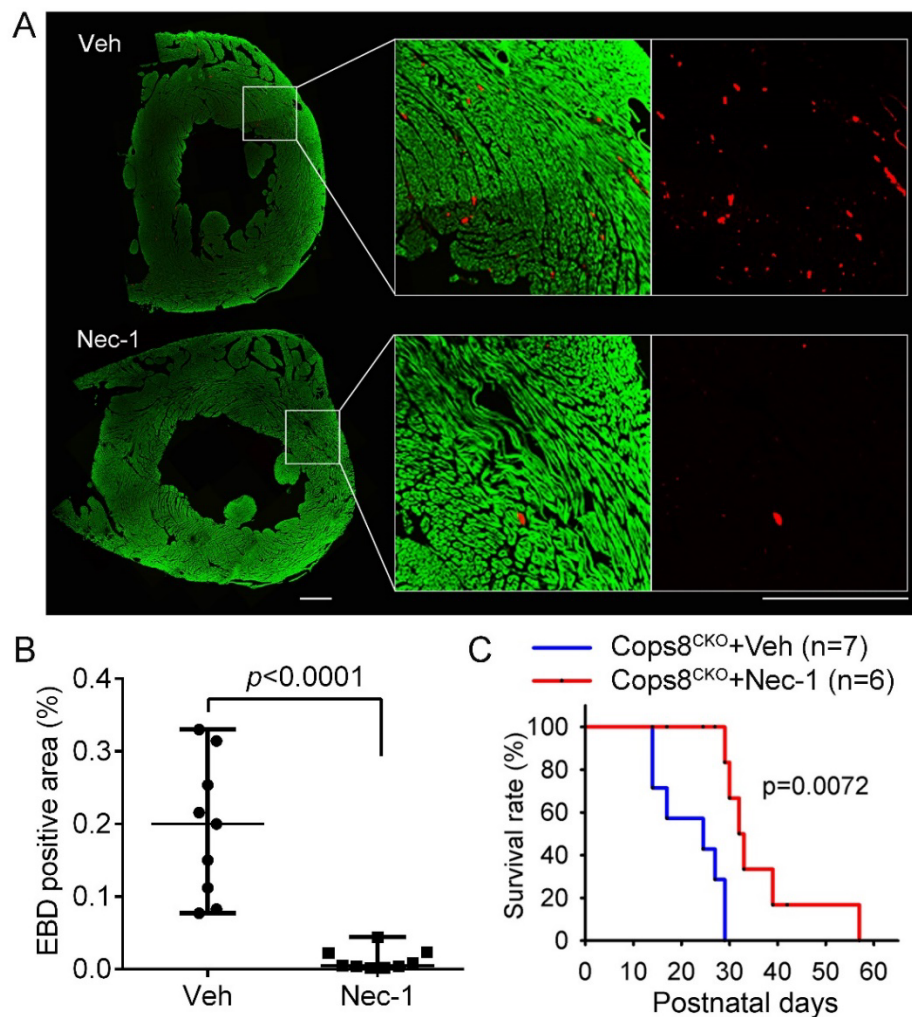 A
Veh
Nec-1
B
p<0.0001
EBD positive area (%)
0.4
0.3
0.2
0.1
0.0
Veh
Nec-1
C
Cops8CKO+Veh (n=7)
Cops8CKO+Nec-1 (n=6)
p=0.0072
Survival rate (%)
100
80
60
40
20
0
0 10 20 30 40 50 60
Postnatal days